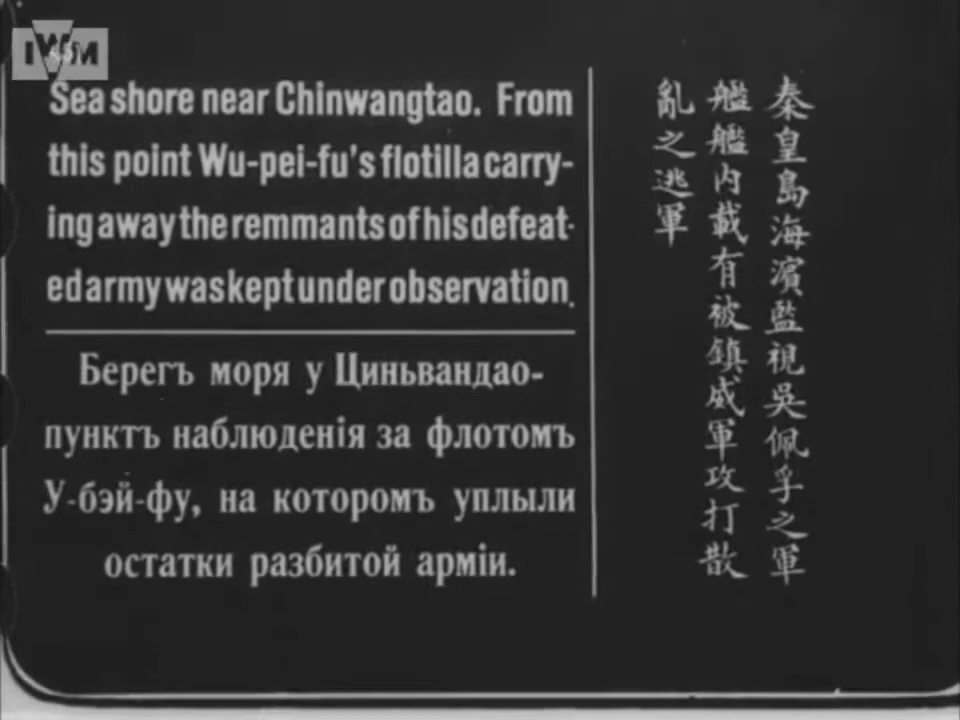 IWM
Sea shore near Chinwangtao. From
this point Wu-pei-fu's flotilla carry-
ing away the remmants of his defeat-
ed army was kept under observation.
Берегъ моря у Циньвандао-
пунктъ наблюденія за флотомъ
У-бэй-фу, на которомъ уплыли
остатки разбитой арміи.
秦皇島海濱監視吳佩孚之軍
艦艦内載有被鎮威軍攻打散
亂之逃軍